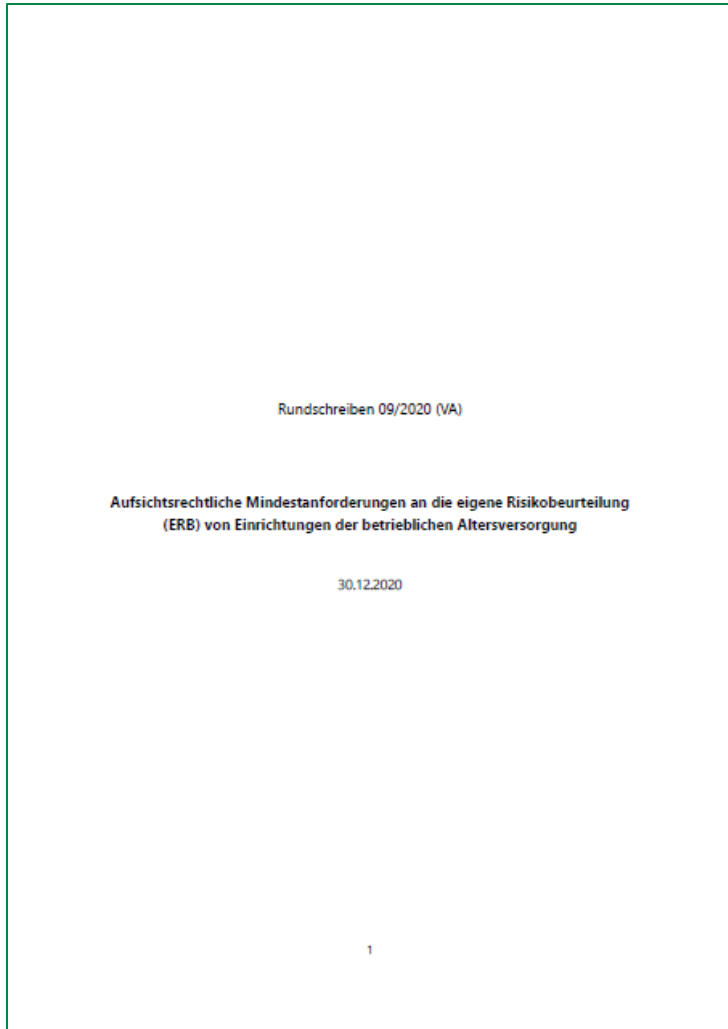 Rundschreiben 09/2020 (VA)
Aufsichtsrechtliche Mindestanforderungen an die eigene Risikobeurteilung
(ERB) von Einrichtungen der betrieblichen Altersversorgung
30.12.2020
1